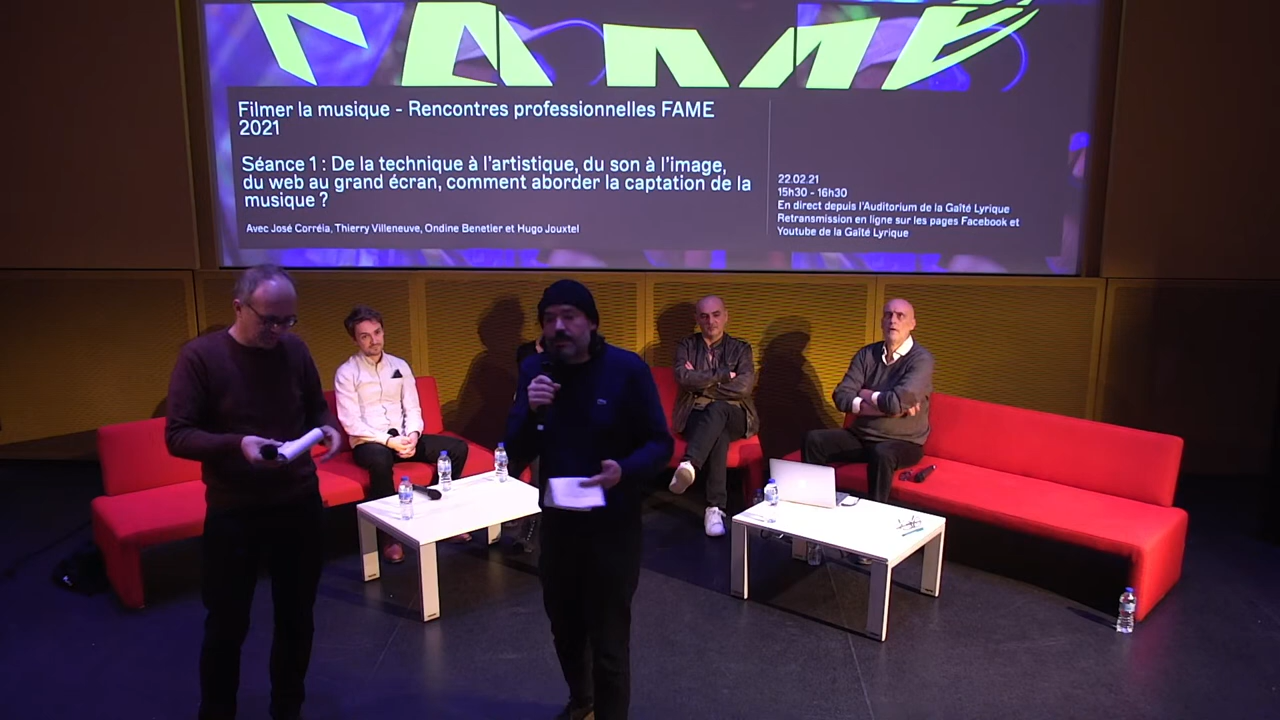 FAME
Filmer la musique - Rencontres professionnelles FAME
2021
Séance 1 : De la technique à l'artistique, du son à l'image,
du web au grand écran, comment aborder la captation de la
musique ?
Avec José Corréia, Thierry Villeneuve, Ondine Benetier et Hugo Jouxtel
22.02.21
15h30 - 16h30
En direct depuis l'Auditorium de la Gaîté Lyrique
Retransmission en ligne sur les pages Facebook et
Youtube de la Gaîté Lyrique